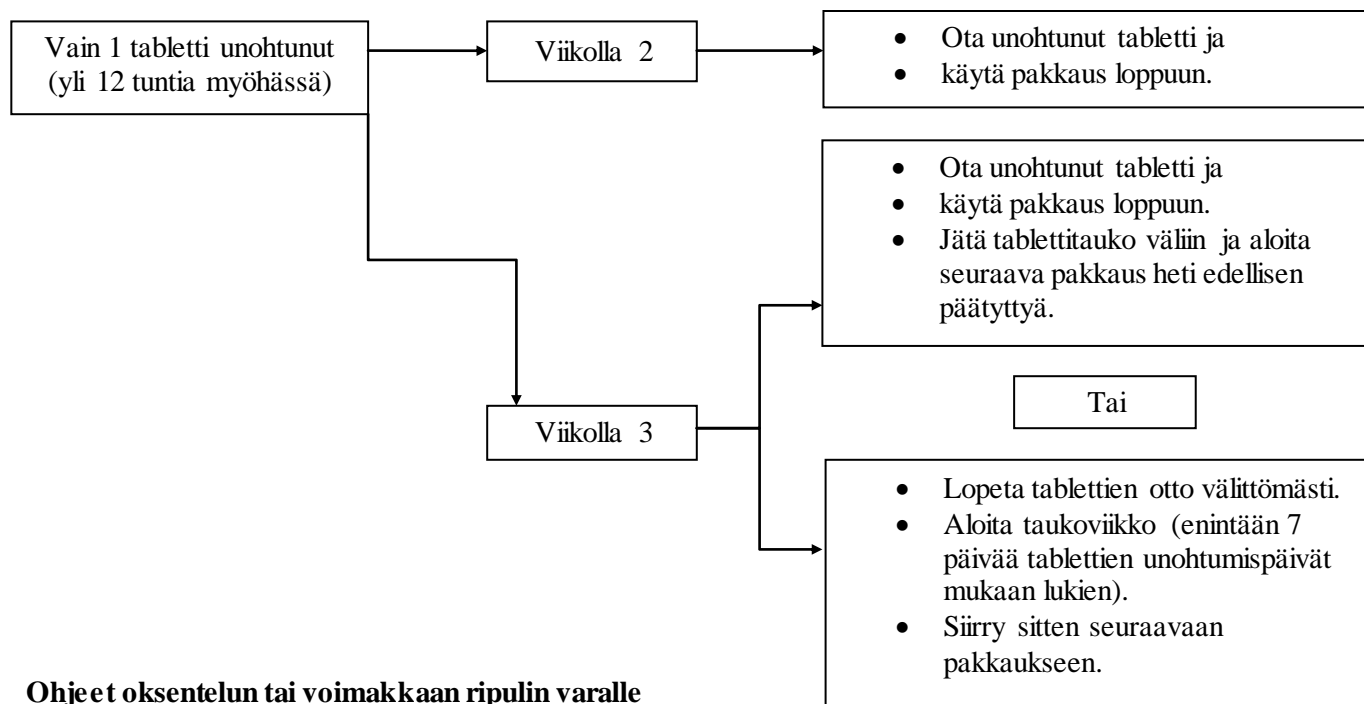 Vain 1 tabletti unohtunut
(yli 12 tuntia myöhässä)
Viikolla 2
• Ota unohtunut tabletti ja
• käytä pakkaus loppuun.
Viikolla 3
• Ota unohtunut tabletti ja
• käytä pakkaus loppuun.
• Jätä tablettitauko väliin ja aloita
seuraava pakkaus heti edellisen
päätyttyä.
Tai
• Lopeta tablettien otto välittömästi.
• Aloita taukoviikko (enintään 7
päivää tablettien unohtumispäivät
mukaan lukien).
• Siirry sitten seuraavaan
pakkaukseen.
Ohjeet oksentelun tai voimakkaan ripulin varalle